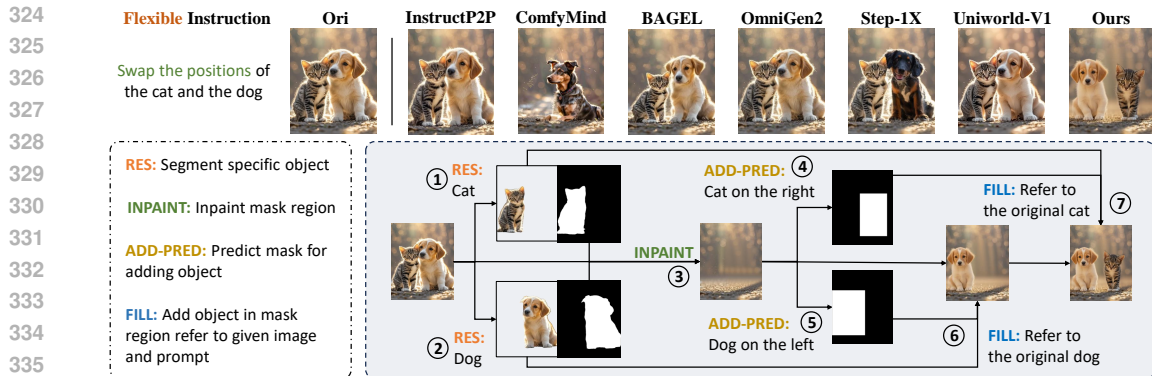 324
325
326
327
328
329
330
331
332
333
334
335
Flexible Instruction
Ori
InstructP2P
ComfyMind
BAGEL
OmniGen2
Step-1X
Uniworld-V1
Ours
Swap the positions of
the cat and the dog
RES: Segment specific object
INPAINT: Inpaint mask region
ADD-PRED: Predict mask for
adding object
FILL: Add object in mask
region refer to given image
and prompt
① RES:
Cat
② RES:
Dog
INPAINT
③
ADD-PRED: ④
Cat on the right
ADD-PRED: ⑤
Dog on the left
⑥
FILL: Refer to
the original dog
FILL: Refer to
the original cat
⑦